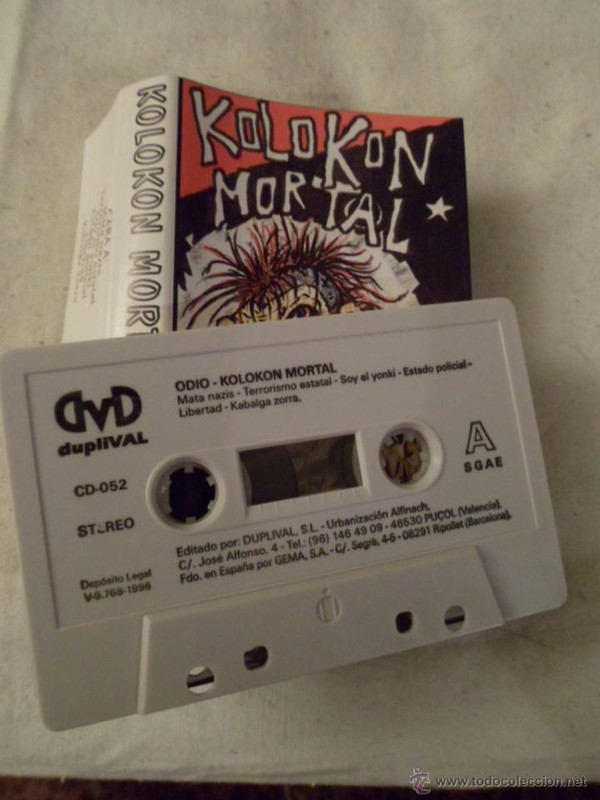 KOLOKON
MOR·TAL
KOLOKON MORT
CARA A
DVD
dupliVAL
CD-052
STEREO
Depósito Legal
V-9.768-1996
ODIO - KOLOKON MORTAL
Mata nazis - Terrorismo estatal - Soy el yonki - Estado policial -
Libertad - Kabalga zorra.
A
SGAE
Editado por: DUPLIVAL, S.L. - Urbanización Alfinach,
C/. José Alfonso, 4 - Tel.: (96) 146 49 09 - 46530 PUÇOL (Valencia).
Fdo. en España por GEMA, S.A. - C/. Segre, 4-5 - 08291 Ripollet (Barcelona).
www.todocoleccion.net